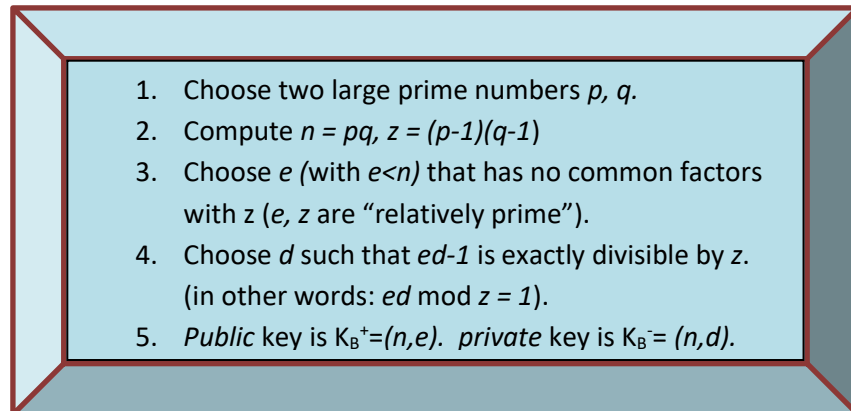 1. Choose two large prime numbers p, q.
2. Compute n = pq, z = (p-1)(q-1)
3. Choose e (with e<n) that has no common factors
with z (e, z are “relatively prime”).
4. Choose d such that ed-1 is exactly divisible by z.
(in other words: ed mod z = 1).
5. Public key is K_B⁺=(n,e). private key is K_B⁻= (n,d).